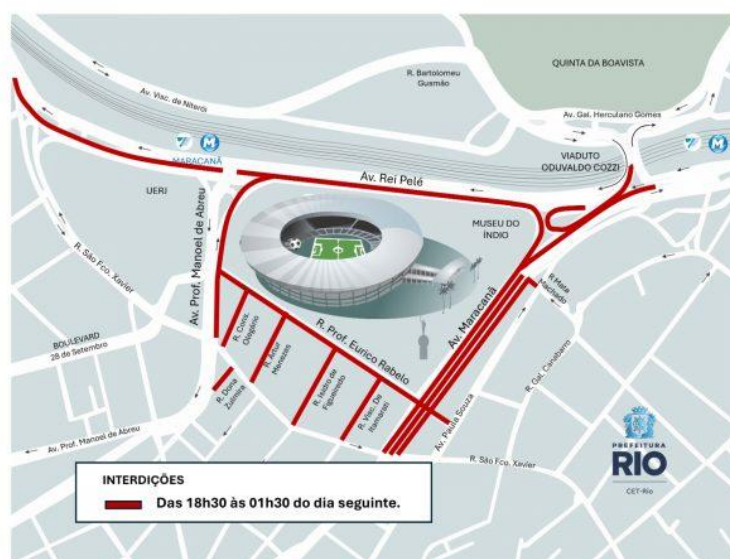 QUINTA DA BOAVISTA
R. Bartolomeu
Gusmão
Av. Visc. de Niterói
Av. Gal. Herculano Gomes
VIADUTO
ODUVALDO COZZI
MARACANÃ
UERJ
Av. Rei Pelé
MUSEU DO
ÍNDIO
Av. Prof. Manoel de Abreu
R. São Fco. Xavier
BOULEVARD
28 de Setembro
R. Cons.
Olegário
R. Artur
Menezes
R. Dona
Zulmira
R. Prof. Eurico Rabelo
R. Isidro de
Figueiredo
R. Visc. De
Itamarati
Av. Maracanã
R Mata
Machado
R. Gal. Canabarro
Av. Paula Souza
Av. Prof. Manoel de Abreu
R. São Fco. Xavier
PREFEITURA
RIO
CET-Rio
INTERDIÇÕES
Das 18h30 às 01h30 do dia seguinte.